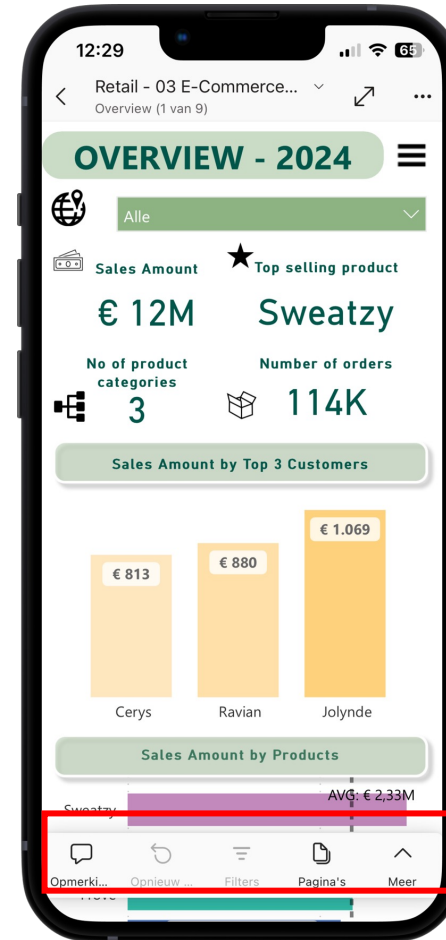 12:29
65
Retail - 03 E-Commerce...
Overview (1 van 9)
OVERVIEW - 2024
Alle
Sales Amount
Top selling product
€ 12M
Sweatzy
No of product
categories
Number of orders
3
114K
Sales Amount by Top 3 Customers
€ 1.069
€ 880
€ 813
Cerys
Ravian
Jolynde
Sales Amount by Products
AVG: € 2,33M
Sweatzy
Opmerki...
Opnieuw ...
Filters
Pagina's
Meer